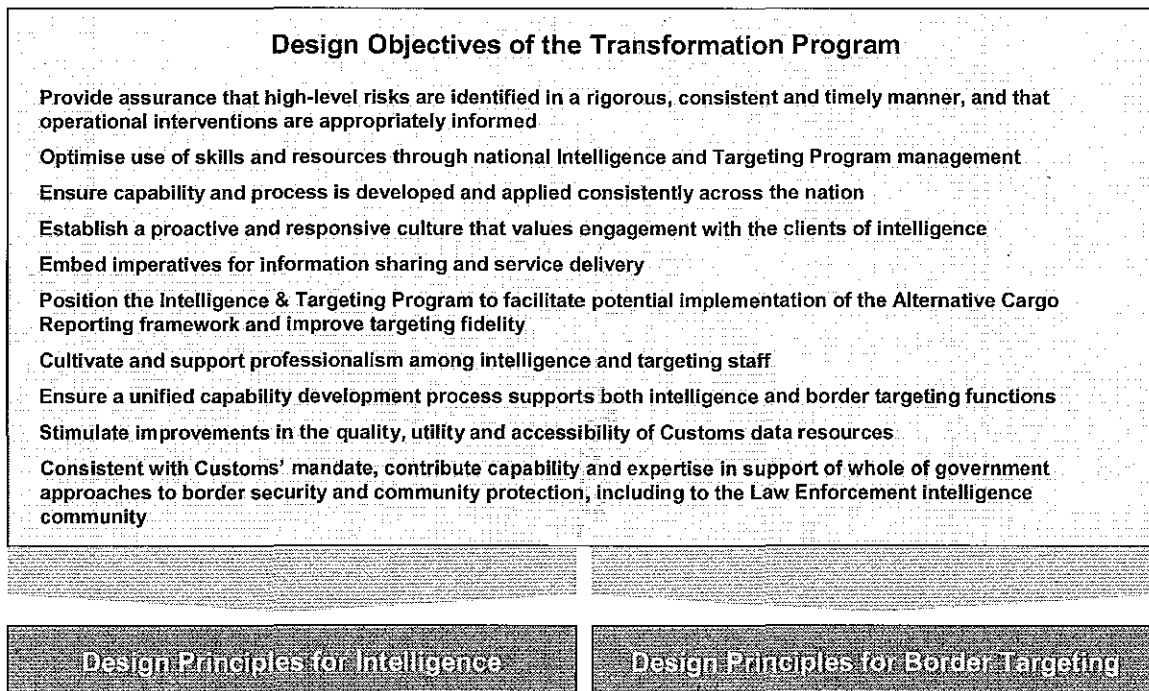 Design Objectives of the Transformation Program
Provide assurance that high-level risks are identified in a rigorous, consistent and timely manner, and that
operational interventions are appropriately informed
Optimise use of skills and resources through national Intelligence and Targeting Program management
Ensure capability and process is developed and applied consistently across the nation
Establish a proactive and responsive culture that values engagement with the clients of intelligence
Embed imperatives for information sharing and service delivery
Position the Intelligence & Targeting Program to facilitate potential implementation of the Alternative Cargo
Reporting framework and improve targeting fidelity
Cultivate and support professionalism among intelligence and targeting staff
Ensure a unified capability development process supports both intelligence and border targeting functions
Stimulate improvements in the quality, utility and accessibility of Customs data resources
Consistent with Customs' mandate, contribute capability and expertise in support of whole of government
approaches to border security and community protection, including to the Law Enforcement intelligence
community
Design Principles for Intelligence
Design Principles for Border Targeting